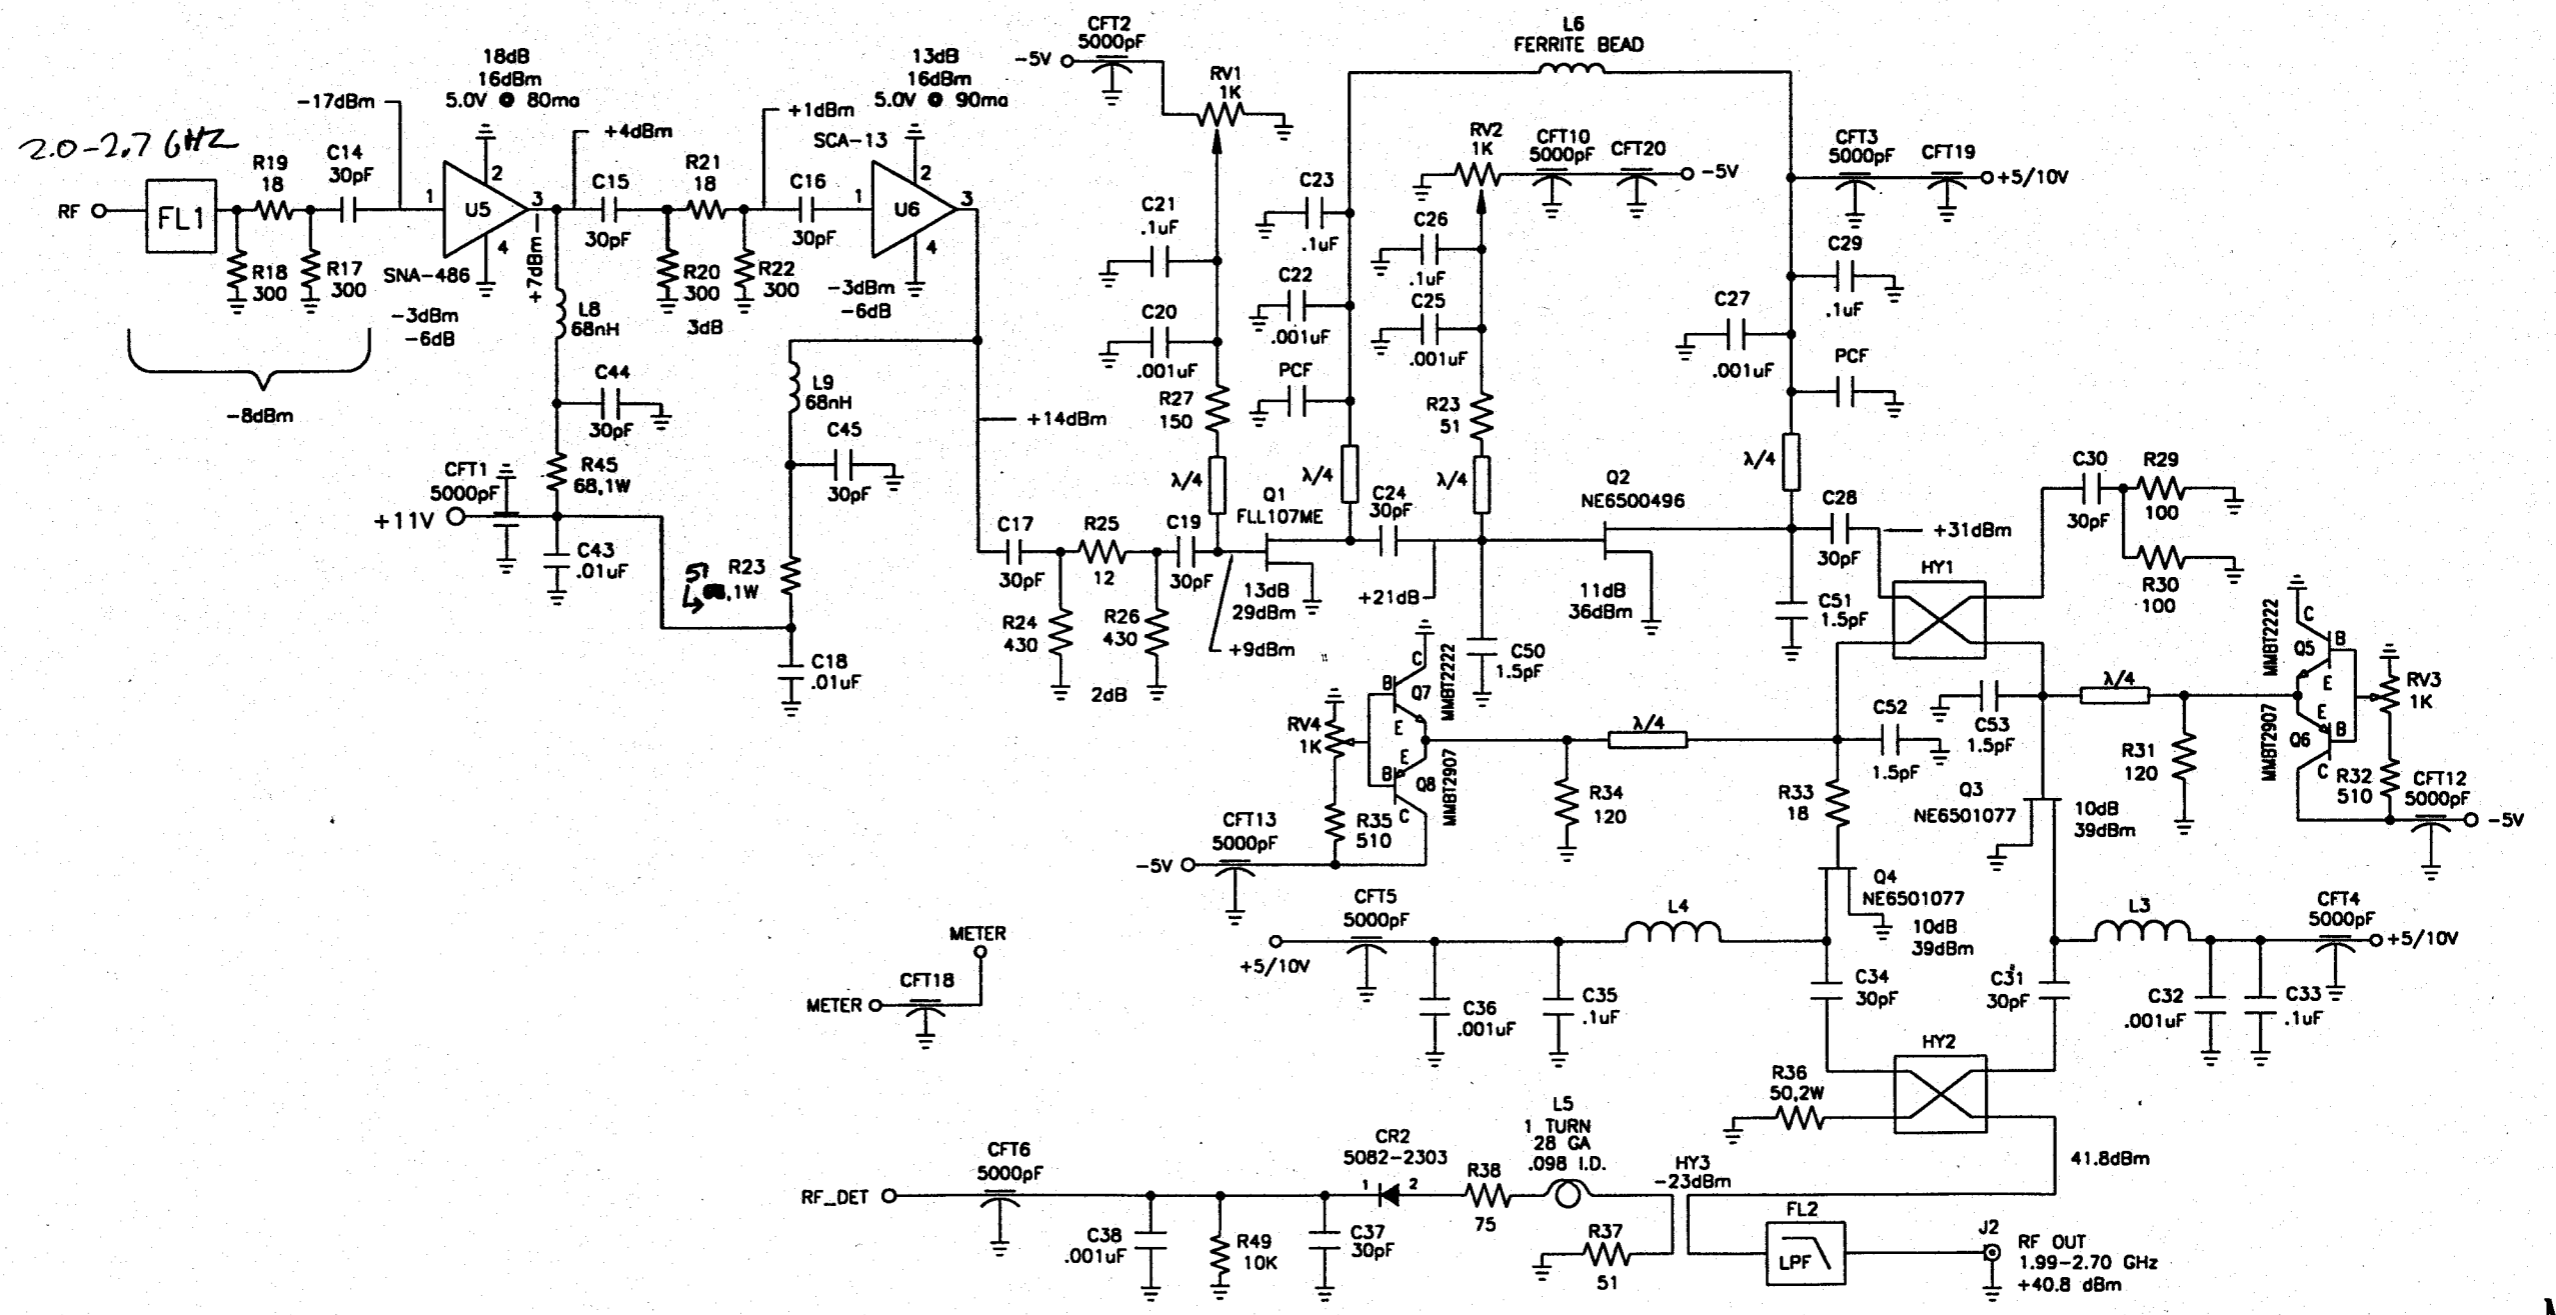 2.0-2.7 GHZ
RF
FL1
R19
18
C14
30pF
-17dBm
R18
300
R17
300
-8dBm
18dB
16dBm
5.0V @ 80ma
1
2
U5
3
4
SNA-486
-3dBm
-6dB
+7dBm
+4dBm
L8
68nH
C44
30pF
R45
68,1W
CFT1
5000pF
+11V
C43
.01uF
C15
30pF
R21
18
R20
300
R22
300
3dB
+1dBm
C16
30pF
13dB
16dBm
5.0V @ 90ma
SCA-13
1
2
U6
3
4
-3dBm
-6dB
L9
68nH
C45
30pF
+14dBm
51
R23
,1W
C18
.01uF
C17
30pF
R25
12
R24
430
R26
430
2dB
C19
30pF
CFT2
5000pF
-5V
RV1
1K
C21
.1uF
C20
.001uF
R27
150
λ/4
Q1
FLL107ME
13dB
29dBm
+9dBm
L6
FERRITE BEAD
C23
.1uF
C22
.001uF
PCF
λ/4
C24
30pF
RV2
1K
CFT10
5000pF
CFT20
-5V
C26
.1uF
C25
.001uF
R23
51
λ/4
+21dB
C50
1.5pF
Q2
NE6500496
11dB
36dBm
CFT3
5000pF
CFT19
+5/10V
C29
.1uF
C27
.001uF
PCF
λ/4
C28
30pF
+31dBm
C51
1.5pF
HY1
C30
30pF
R29
100
R30
100
C52
1.5pF
C53
1.5pF
λ/4
R31
120
MMBT2222
C
B
Q5
E
E
B
Q6
C
MMBT2907
RV3
1K
R32
510
CFT12
5000pF
-5V
RV4
1K
C
B
Q7
E
MMBT2222
E
B
Q8
C
MMBT2907
λ/4
R34
120
R35
510
CFT13
5000pF
-5V
R33
18
Q3
NE6501077
10dB
39dBm
Q4
NE6501077
10dB
39dBm
CFT5
5000pF
+5/10V
C36
.001uF
C35
.1uF
L4
C34
30pF
C31
30pF
L3
CFT4
5000pF
+5/10V
C32
.001uF
C33
.1uF
METER
METER
CFT18
HY2
R36
50,2W
41.8dBm
RF_DET
CFT6
5000pF
C38
.001uF
R49
10K
C37
30pF
CR2
5082-2303
1
2
R38
75
L5
1 TURN
28 GA
.098 I.D.
HY3
-23dBm
R37
51
FL2
LPF
J2
RF OUT
1.99-2.70 GHz
+40.8 dBm